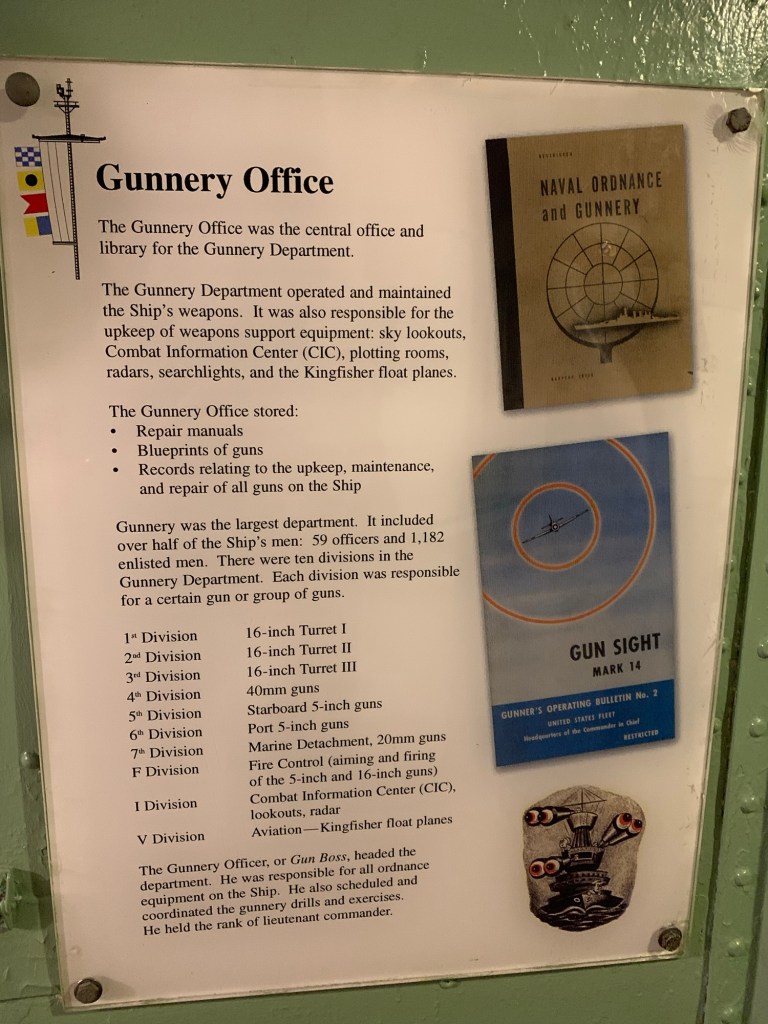 Gunnery Office
The Gunnery Office was the central office and
library for the Gunnery Department.
The Gunnery Department operated and maintained
the Ship's weapons. It was also responsible for the
upkeep of weapons support equipment: sky lookouts,
Combat Information Center (CIC), plotting rooms,
radars, searchlights, and the Kingfisher float planes.
The Gunnery Office stored:
• Repair manuals
• Blueprints of guns
• Records relating to the upkeep, maintenance,
and repair of all guns on the Ship
Gunnery was the largest department. It included
over half of the Ship's men: 59 officers and 1,182
enlisted men. There were ten divisions in the
Gunnery Department. Each division was responsible
for a certain gun or group of guns.
1st Division 16-inch Turret I
2nd Division 16-inch Turret II
3rd Division 16-inch Turret III
4th Division 40mm guns
5th Division Starboard 5-inch guns
6th Division Port 5-inch guns
7th Division Marine Detachment, 20mm guns
F Division Fire Control (aiming and firing
of the 5-inch and 16-inch guns)
I Division Combat Information Center (CIC),
lookouts, radar
V Division Aviation—Kingfisher float planes
The Gunnery Officer, or Gun Boss, headed the
department. He was responsible for all ordnance
equipment on the Ship. He also scheduled and
coordinated the gunnery drills and exercises.
He held the rank of lieutenant commander.
RESTRICTED
NAVAL ORDNANCE
and GUNNERY
GUN SIGHT
MARK 14
GUNNER'S OPERATING BULLETIN No. 2
UNITED STATES FLEET
Headquarters of the Commander in Chief
RESTRICTED